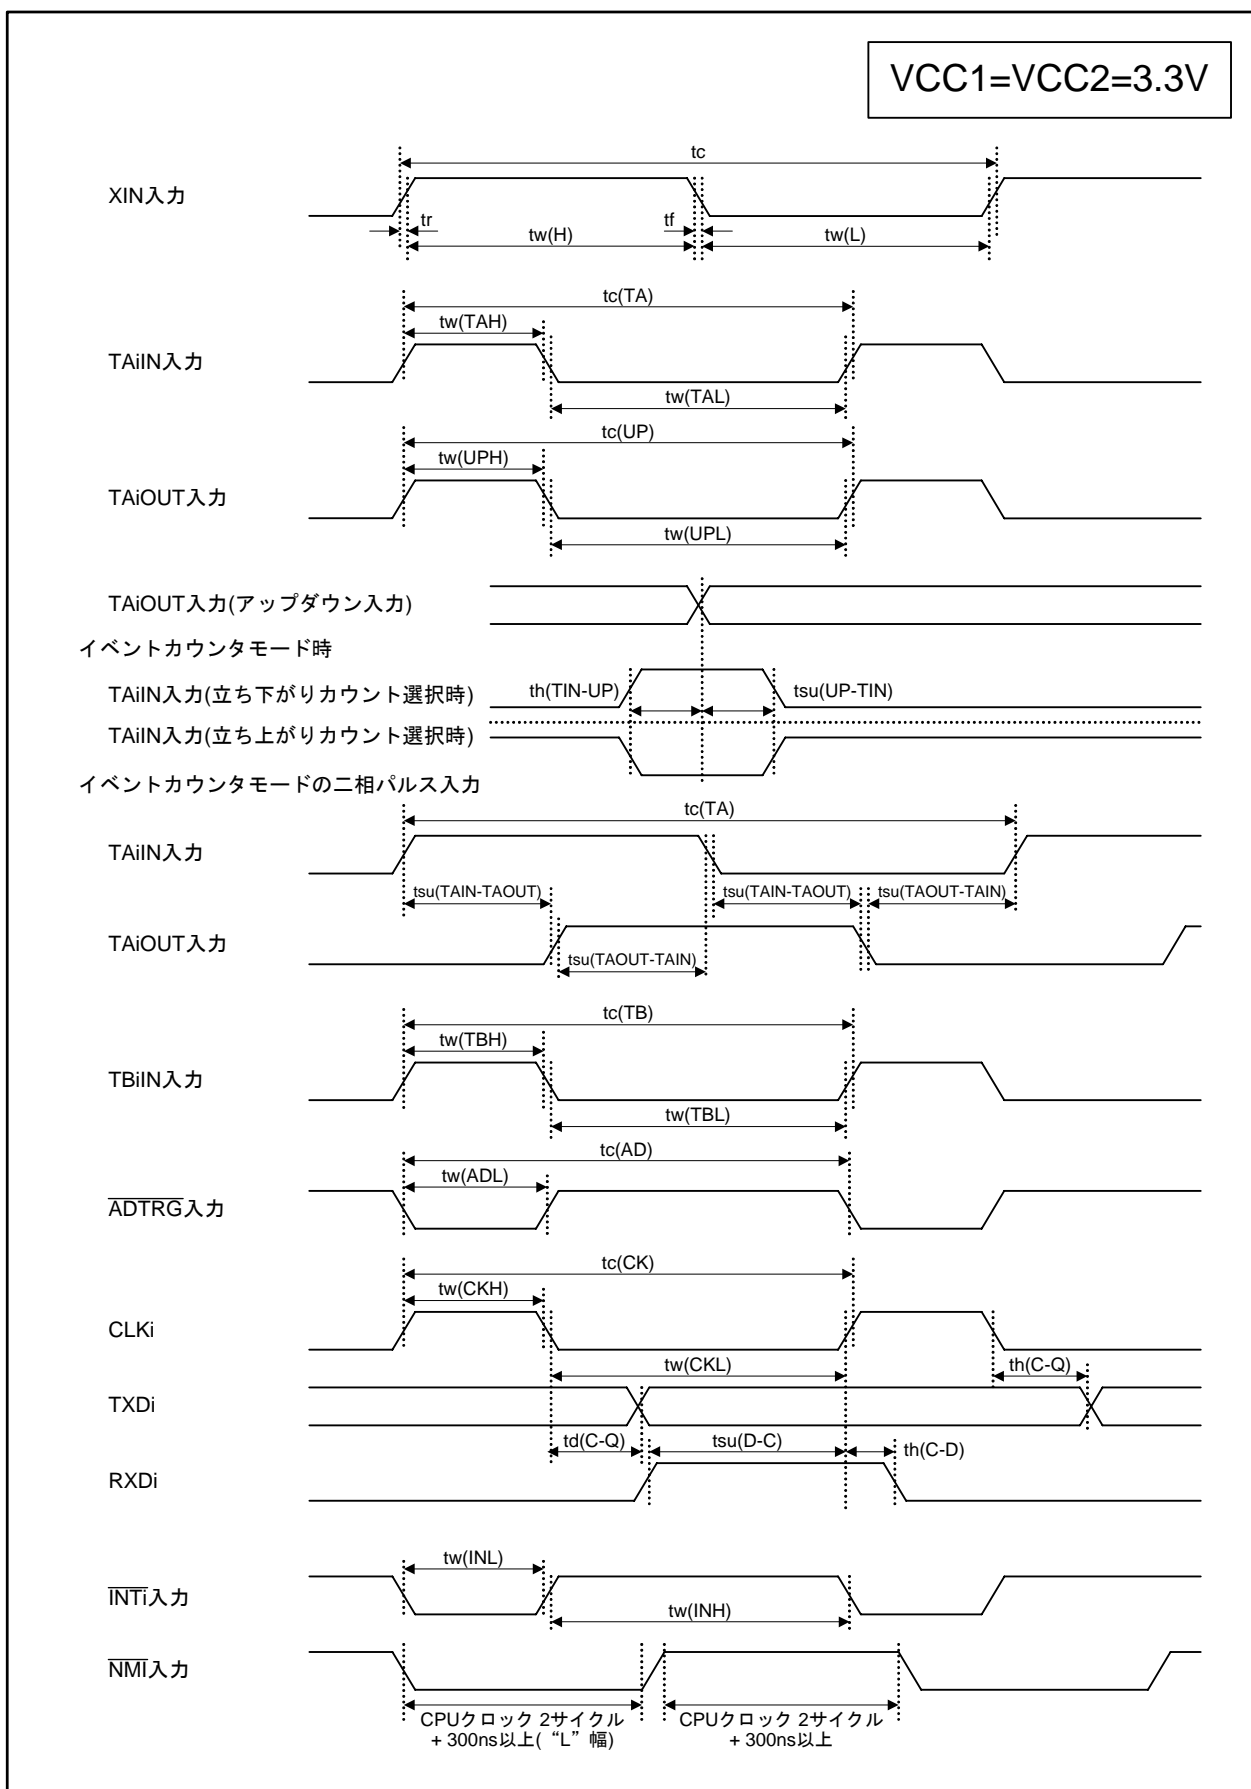 VCC1=VCC2=3.3V
tc
XIN入力
tr
tf
tw(H)
tw(L)
tc(TA)
tw(TAH)
TAiIN入力
tw(TAL)
tc(UP)
tw(UPH)
TAiOUT入力
tw(UPL)
TAiOUT入力(アップダウン入力)
イベントカウンタモード時
TAiIN入力(立ち下がりカウント選択時)
th(TIN-UP)
tsu(UP-TIN)
TAiIN入力(立ち上がりカウント選択時)
イベントカウンタモードの二相パルス入力
tc(TA)
TAiIN入力
tsu(TAIN-TAOUT)
tsu(TAIN-TAOUT)
tsu(TAOUT-TAIN)
TAiOUT入力
tsu(TAOUT-TAIN)
tc(TB)
tw(TBH)
TBiIN入力
tw(TBL)
tc(AD)
tw(ADL)
ADTRG入力
tc(CK)
tw(CKH)
CLKi
tw(CKL)
th(C-Q)
TXDi
td(C-Q)
tsu(D-C)
th(C-D)
RXDi
tw(INL)
INTi入力
tw(INH)
NMI入力
CPUクロック 2サイクル
+ 300ns以上(“L”幅)
CPUクロック 2サイクル
+ 300ns以上